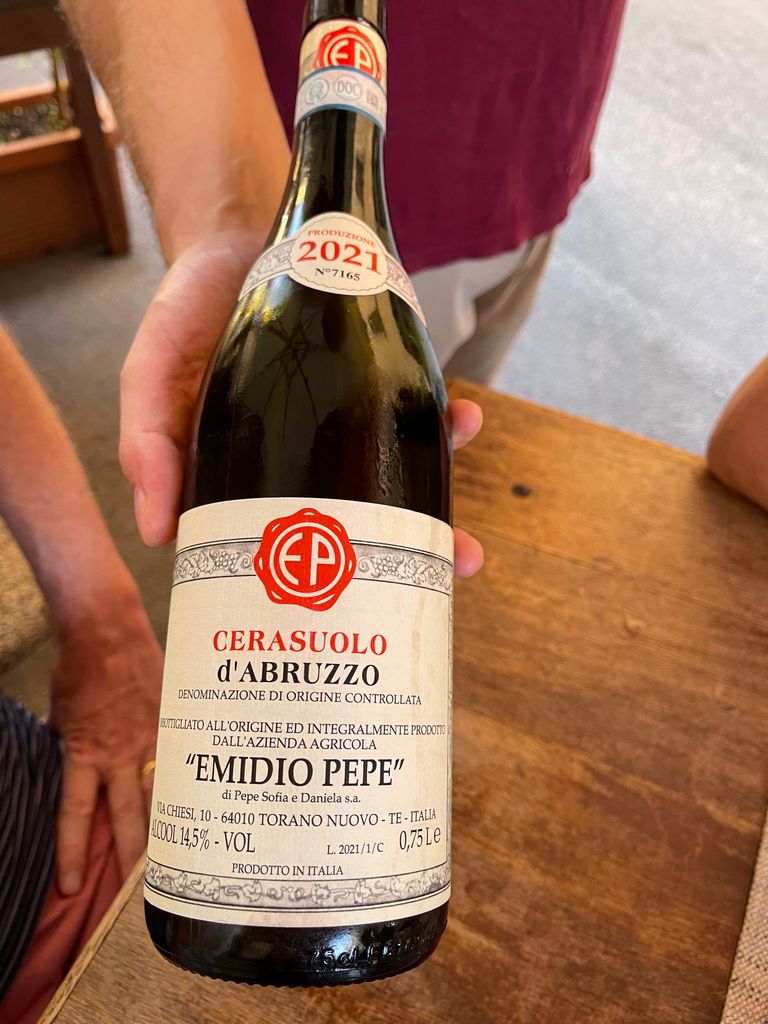 EP
DOC
PRODUZIONE
2021
N°7165
EP
CERASUOLO
d'ABRUZZO
DENOMINAZIONE DI ORIGINE CONTROLLATA
ALL'ORIGINE ED INTEGRALMENTE PRODOTTO
DALL'AZIENDA AGRICOLA
“EMIDIO PEPE”
di Pepe Sofia e Daniela s.a.
VIA CHIESI, 10 - 64010 TORANO NUOVO - TE - ITALIA
ALCOOL 14,5% - VOL L. 2021/1/C 0,75 L e
PRODOTTO IN ITALIA